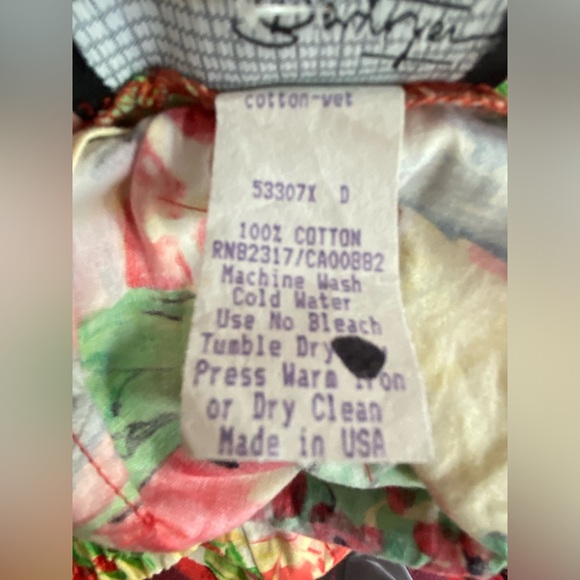 cotton-wet
53307X D
100% COTTON
RN82317/CA00882
Machine Wash
Cold Water
Use No Bleach
Tumble Dry
Press Warm Iron
or Dry Clean
Made in USA